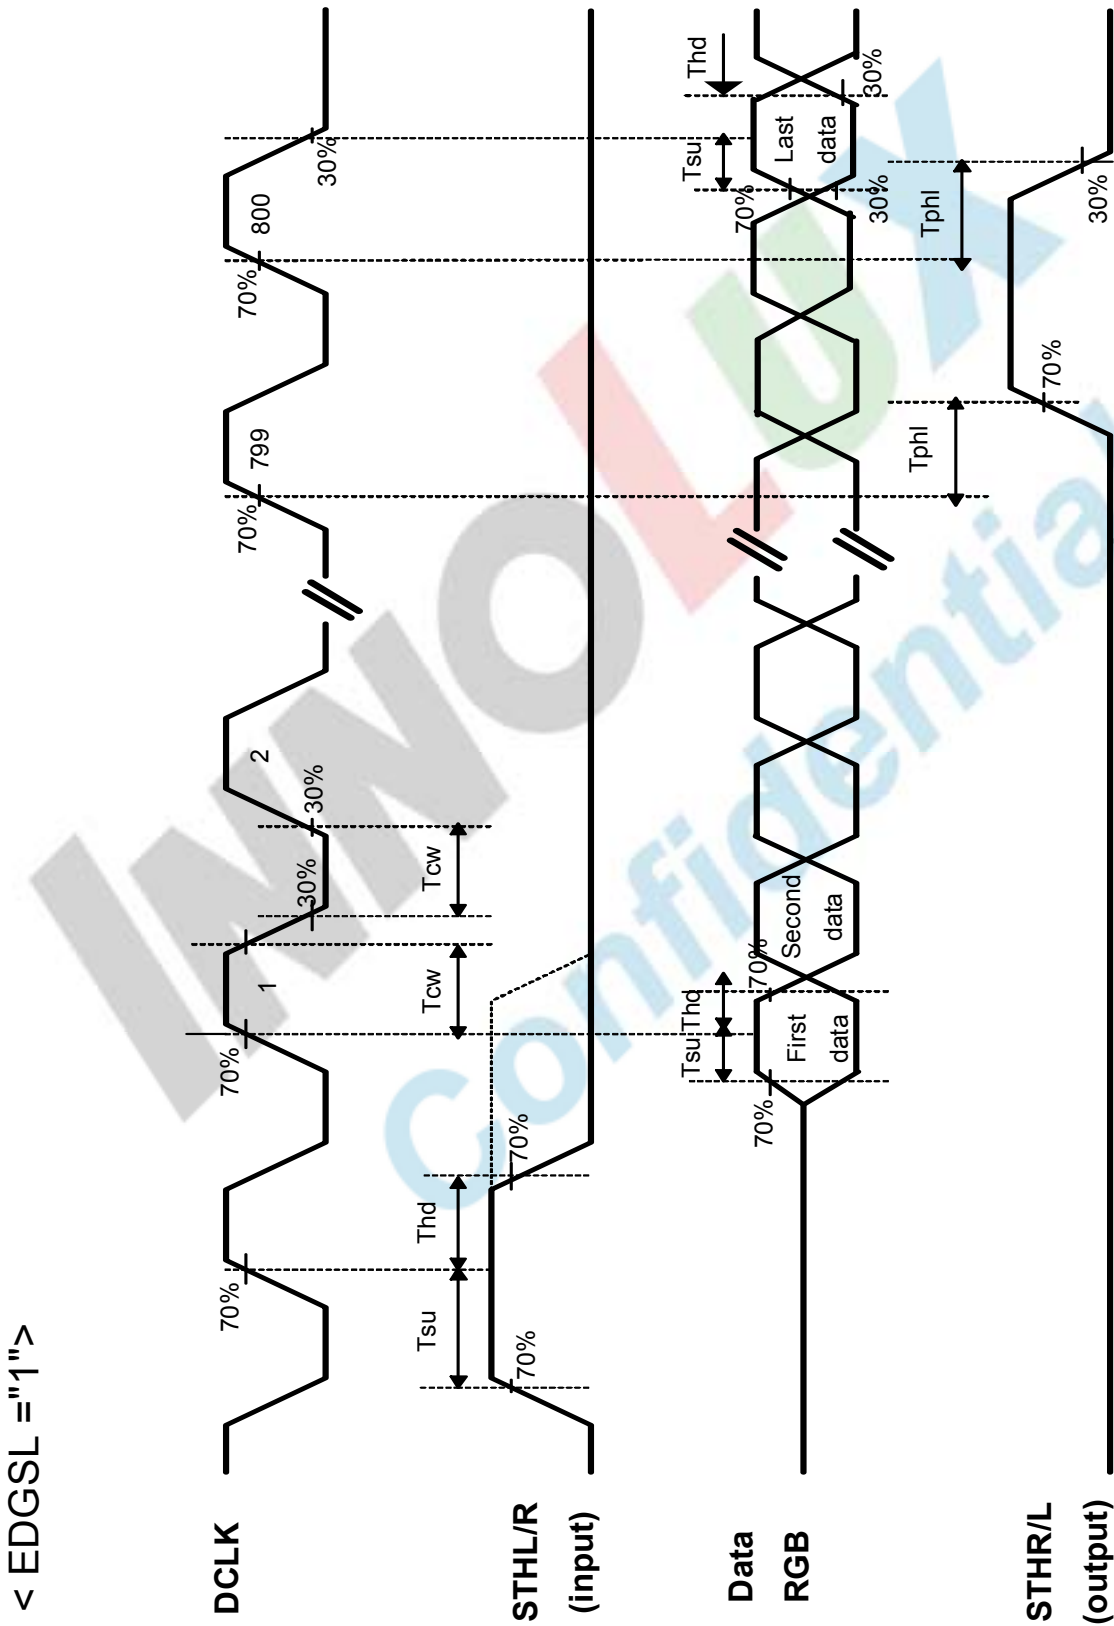 < EDGSL ="1">
DCLK
70%
70%
1
30%
30%
2
70%
799
70%
800
30%
STHL/R
(input)
Tsu
Thd
Tcw
Tcw
70%
70%
Data
RGB
Tsu
Thd
70%
70%
First
data
Second
data
Tsu
Thd
70%
30%
Last
data
30%
STHR/L
(output)
Tphl
Tphl
70%
30%
INNOLUX
Confidential